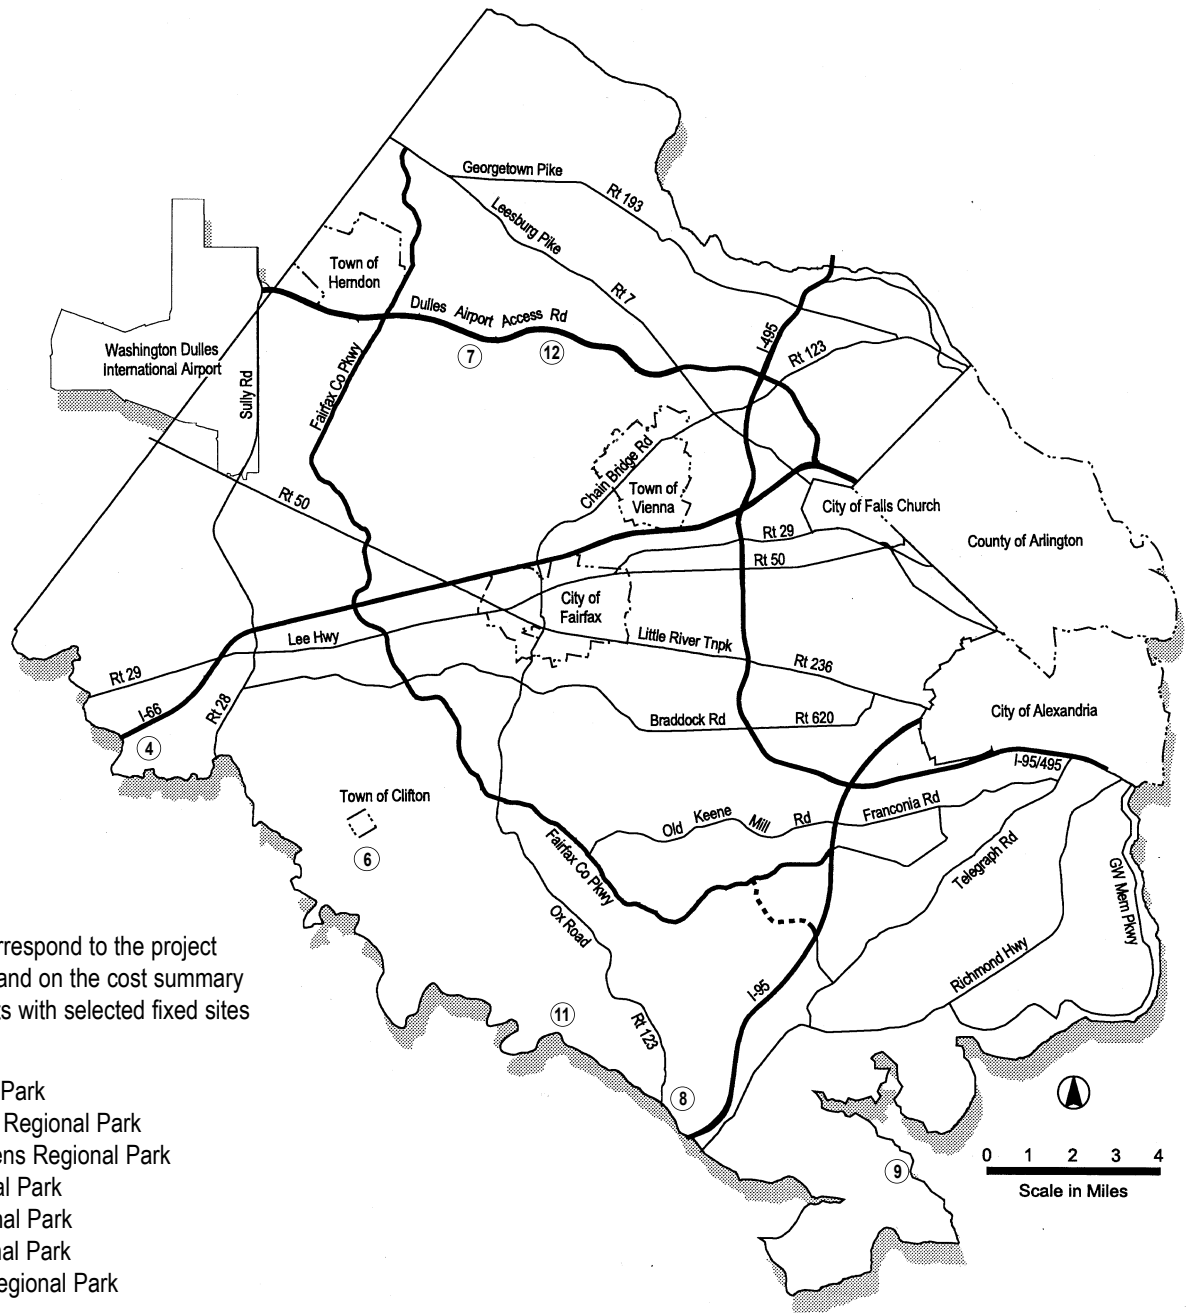 Georgetown Pike
Rt 193
Leesburg Pike
Rt 7
Town of
Herndon
Dulles Airport Access Rd
7
12
Washington Dulles
International Airport
Sully Rd
Fairfax Co Pkwy
I-495
Rt 123
Chain Bridge Rd
Town of
Vienna
Rt 50
City of Falls Church
Rt 29
Rt 50
County of Arlington
City of
Fairfax
Lee Hwy
Little River Tnpk
Rt 236
Rt 29
I-66
Rt 28
Braddock Rd
Rt 620
City of Alexandria
4
I-95/495
Town of Clifton
6
Old Keene Mill Rd
Franconia Rd
Fairfax Co Pkwy
Telegraph Rd
GW Mem Pkwy
Ox Road
Richmond Hwy
I-95
11
Rt 123
8
9
0 1 2 3 4
Scale in Miles
rrespond to the project
and on the cost summary
ts with selected fixed sites
Park
Regional Park
ens Regional Park
al Park
nal Park
nal Park
egional Park